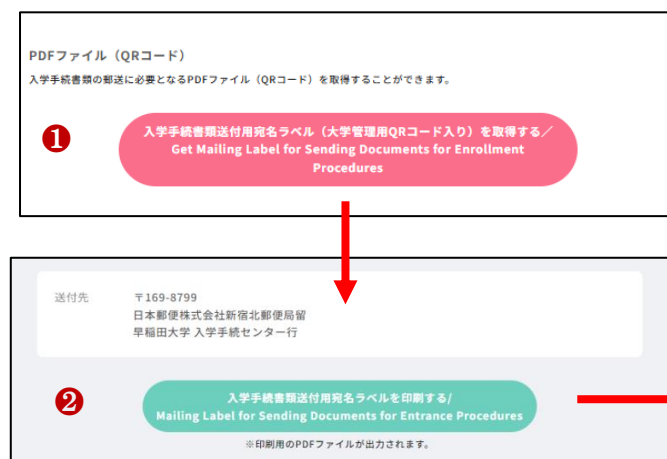 PDFファイル（QRコード）
入学手続書類の郵送に必要となるPDFファイル（QRコード）を取得することができます。
❶
入学手続書類送付用宛名ラベル（大学管理用QRコード入り）を取得する／
Get Mailing Label for Sending Documents for Enrollment
Procedures
送付先
〒169-8799
日本郵便株式会社新宿北郵便局留
早稲田大学 入学手続センター行
❷
入学手続書類送付用宛名ラベルを印刷する/
Mailing Label for Sending Documents for Entrance Procedures
※印刷用のPDFファイルが出力されます。